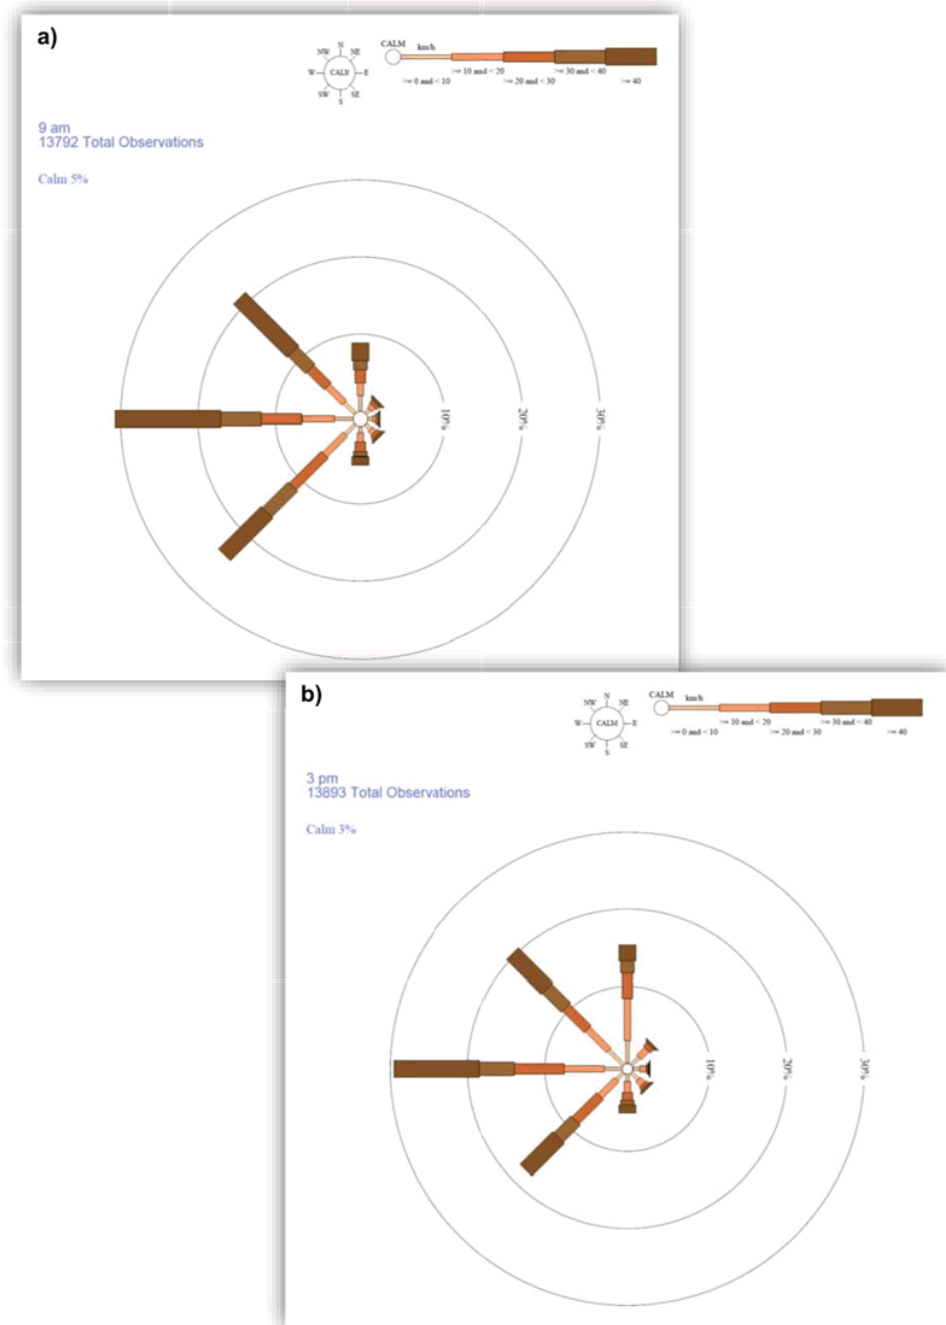 a)
N
NW NE
W CALM E
SW SE
S
CALM km/h
>= 10 and < 20 >= 30 and < 40
>= 0 and < 10 >= 20 and < 30 >= 40
9 am
13792 Total Observations
Calm 5%
10% 20% 30%
b)
N
NW NE
W CALM E
SW SE
S
CALM km/h
>= 10 and < 20 >= 30 and < 40
>= 0 and < 10 >= 20 and < 30 >= 40
3 pm
13893 Total Observations
Calm 3%
10% 20% 30%